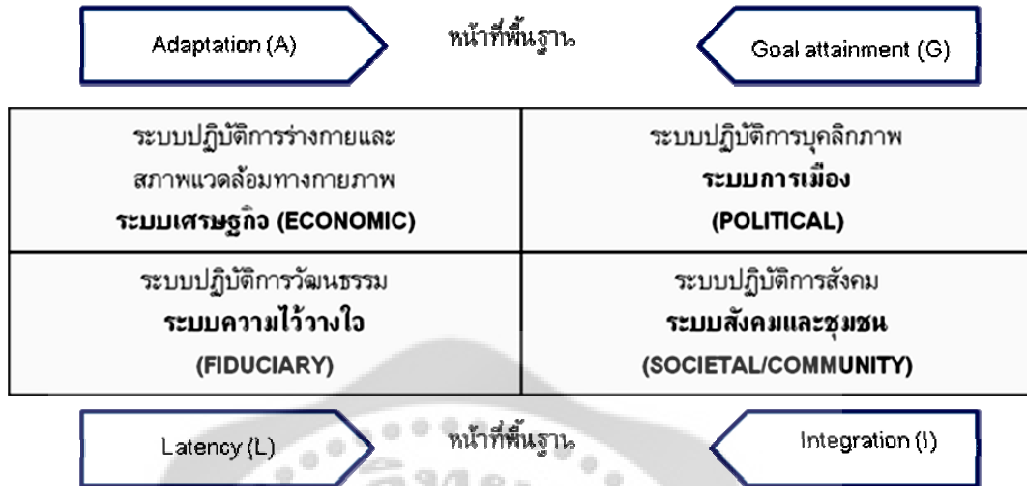 Adaptation (A) หน้าที่พื้นฐาน Goal attainment (G)
ระบบปฏิบัติการร่างกายและ
สภาพแวดล้อมทางกายภาพ
ระบบเศรษฐกิจ (ECONOMIC)
ระบบปฏิบัติการบุคลิกภาพ
ระบบการเมือง
(POLITICAL)
ระบบปฏิบัติการวัฒนธรรม
ระบบความไว้วางใจ
(FIDUCIARY)
ระบบปฏิบัติการสังคม
ระบบสังคมและชุมชน
(SOCIETAL/COMMUNITY)
Latency (L) หน้าที่พื้นฐาน Integration (I)